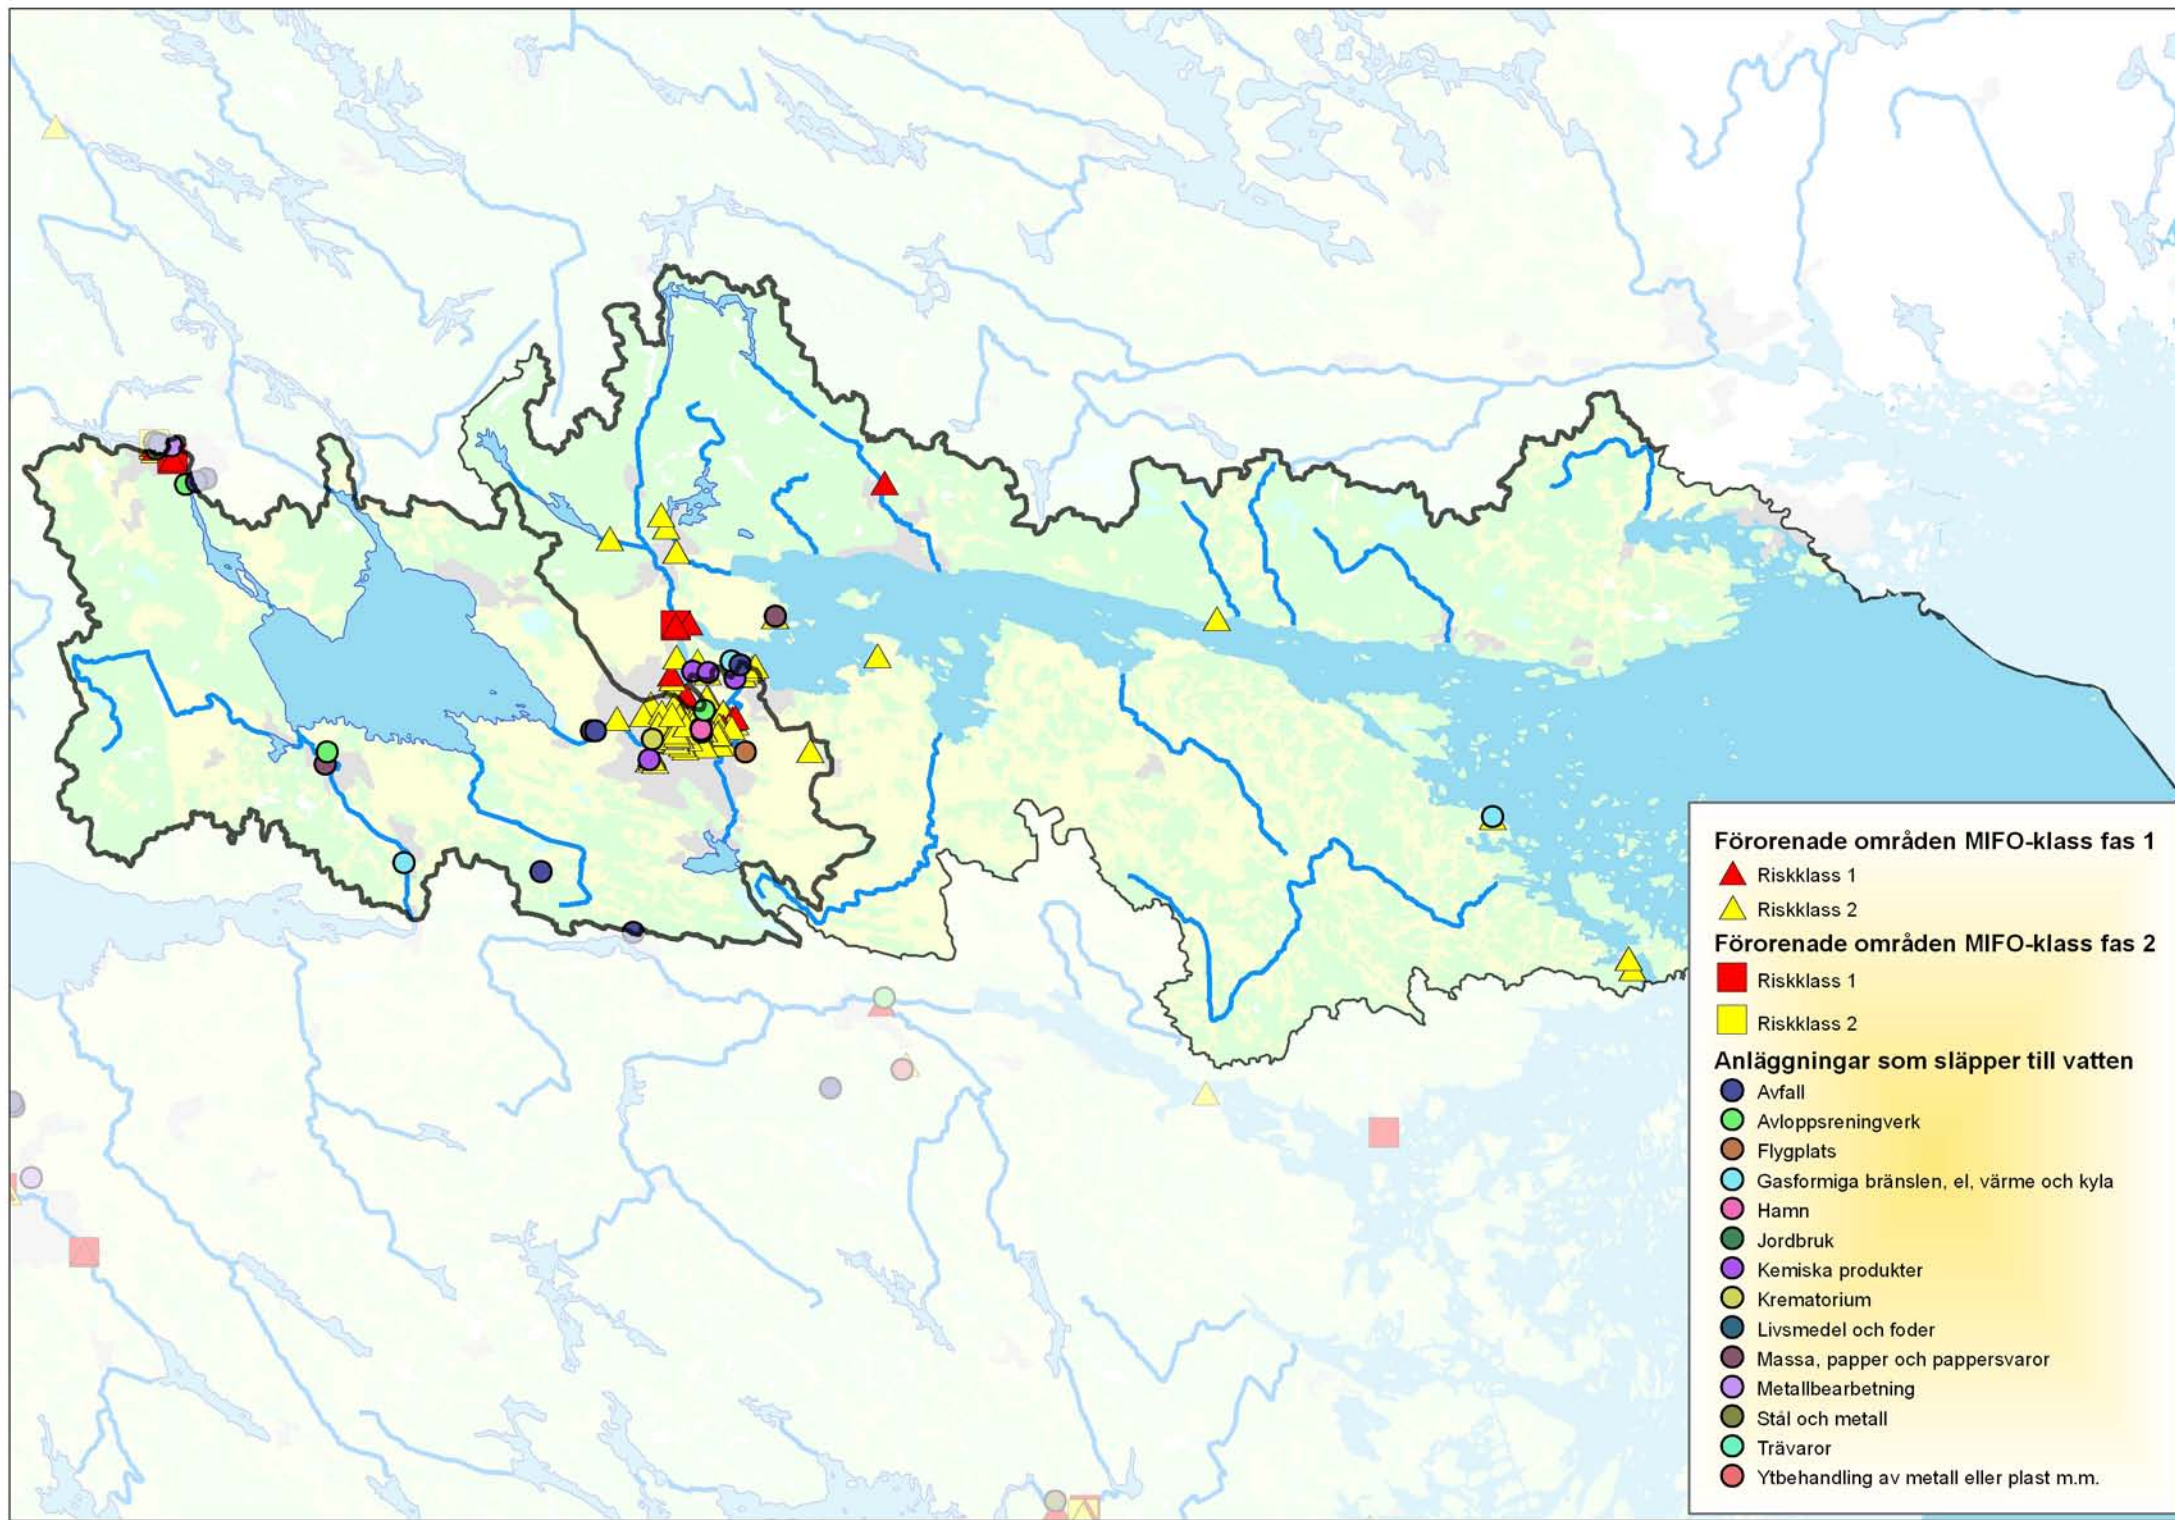 Förorenade områden MIFO-klass fas 1
Riskklass 1
Riskklass 2
Förorenade områden MIFO-klass fas 2
Riskklass 1
Riskklass 2
Anläggningar som släpper till vatten
Avfall
Avloppsreningverk
Flygplats
Gasformiga bränslen, el, värme och kyla
Hamn
Jordbruk
Kemiska produkter
Krematorium
Livsmedel och foder
Massa, papper och pappersvaror
Metallbearbetning
Stål och metall
Trävaror
Ytbehandling av metall eller plast m.m.